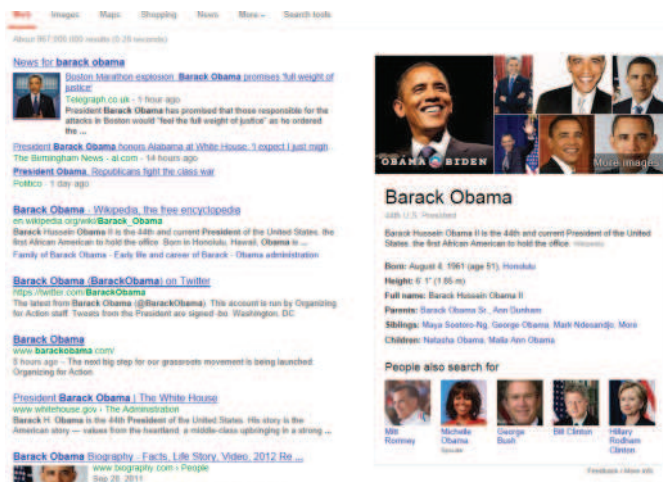 Web Images Maps Shopping News More Search tools
About 967,000,000 results (0.28 seconds)
News for barack obama
Boston Marathon explosion: Barack Obama promises 'full weight of
justice'
Telegraph.co.uk - 1 hour ago
President Barack Obama has promised that those responsible for the
attacks in Boston would "feel the full weight of justice" as he ordered
the ...
President Barack Obama honors Alabama at White House, 'I expect I just migh
The Birmingham News - al.com - 14 hours ago
President Obama, Republicans fight the class war
Politico - 1 day ago
Barack Obama - Wikipedia, the free encyclopedia
en.wikipedia.org/wiki/Barack_Obama
Barack Hussein Obama II is the 44th and current President of the United States, the
first African American to hold the office. Born in Honolulu, Hawaii, Obama is ...
Family of Barack Obama - Early life and career of Barack - Obama administration
Barack Obama (BarackObama) on Twitter
https://twitter.com/BarackObama
The latest from Barack Obama (@BarackObama). This account is run by Organizing
for Action staff. Tweets from the President are signed -bo. Washington, DC
Barack Obama
www.barackobama.com/
5 hours ago - The next big step for our grassroots movement is being launched:
Organizing for Action.
President Barack Obama | The White House
www.whitehouse.gov › The Administration
Barack H. Obama is the 44th President of the United States. His story is the
American story — values from the heartland, a middle-class upbringing in a strong ...
Barack Obama Biography - Facts, Life Story, Video, 2012 Re ...
www.biography.com › People
Sep 28, 2011
OBAMA BIDEN
More images
Barack Obama
44th U.S. President
Barack Hussein Obama II is the 44th and current President of the United
States, the first African American to hold the office. Wikipedia
Born: August 4, 1961 (age 51), Honolulu
Height: 6' 1" (1.85 m)
Full name: Barack Hussein Obama II
Parents: Barack Obama Sr., Ann Dunham
Siblings: Maya Soetoro-Ng, George Obama, Mark Ndesandjo, More
Children: Natasha Obama, Malia Ann Obama
People also search for
Mitt Romney
Michelle Obama
Spouse
George Bush
Bill Clinton
Hillary Rodham Clinton
Feedback / More info